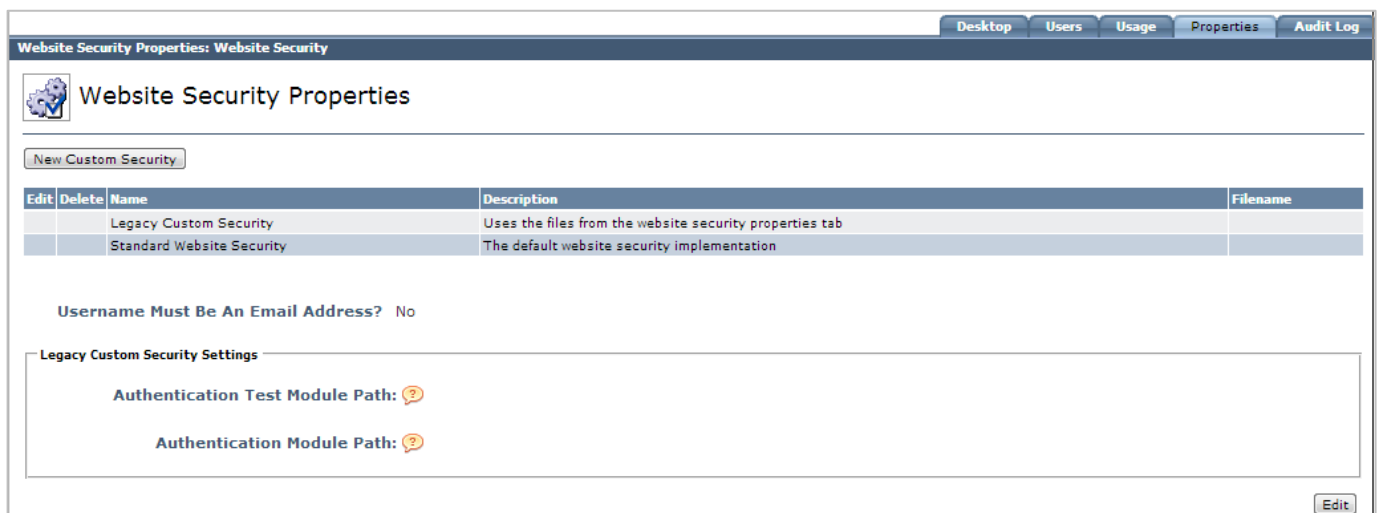 Desktop Users Usage Properties Audit Log
Website Security Properties: Website Security
Website Security Properties
New Custom Security
Edit Delete Name Description Filename
Legacy Custom Security Uses the files from the website security properties tab
Standard Website Security The default website security implementation
Username Must Be An Email Address? No
Legacy Custom Security Settings
Authentication Test Module Path: ?
Authentication Module Path: ?
Edit